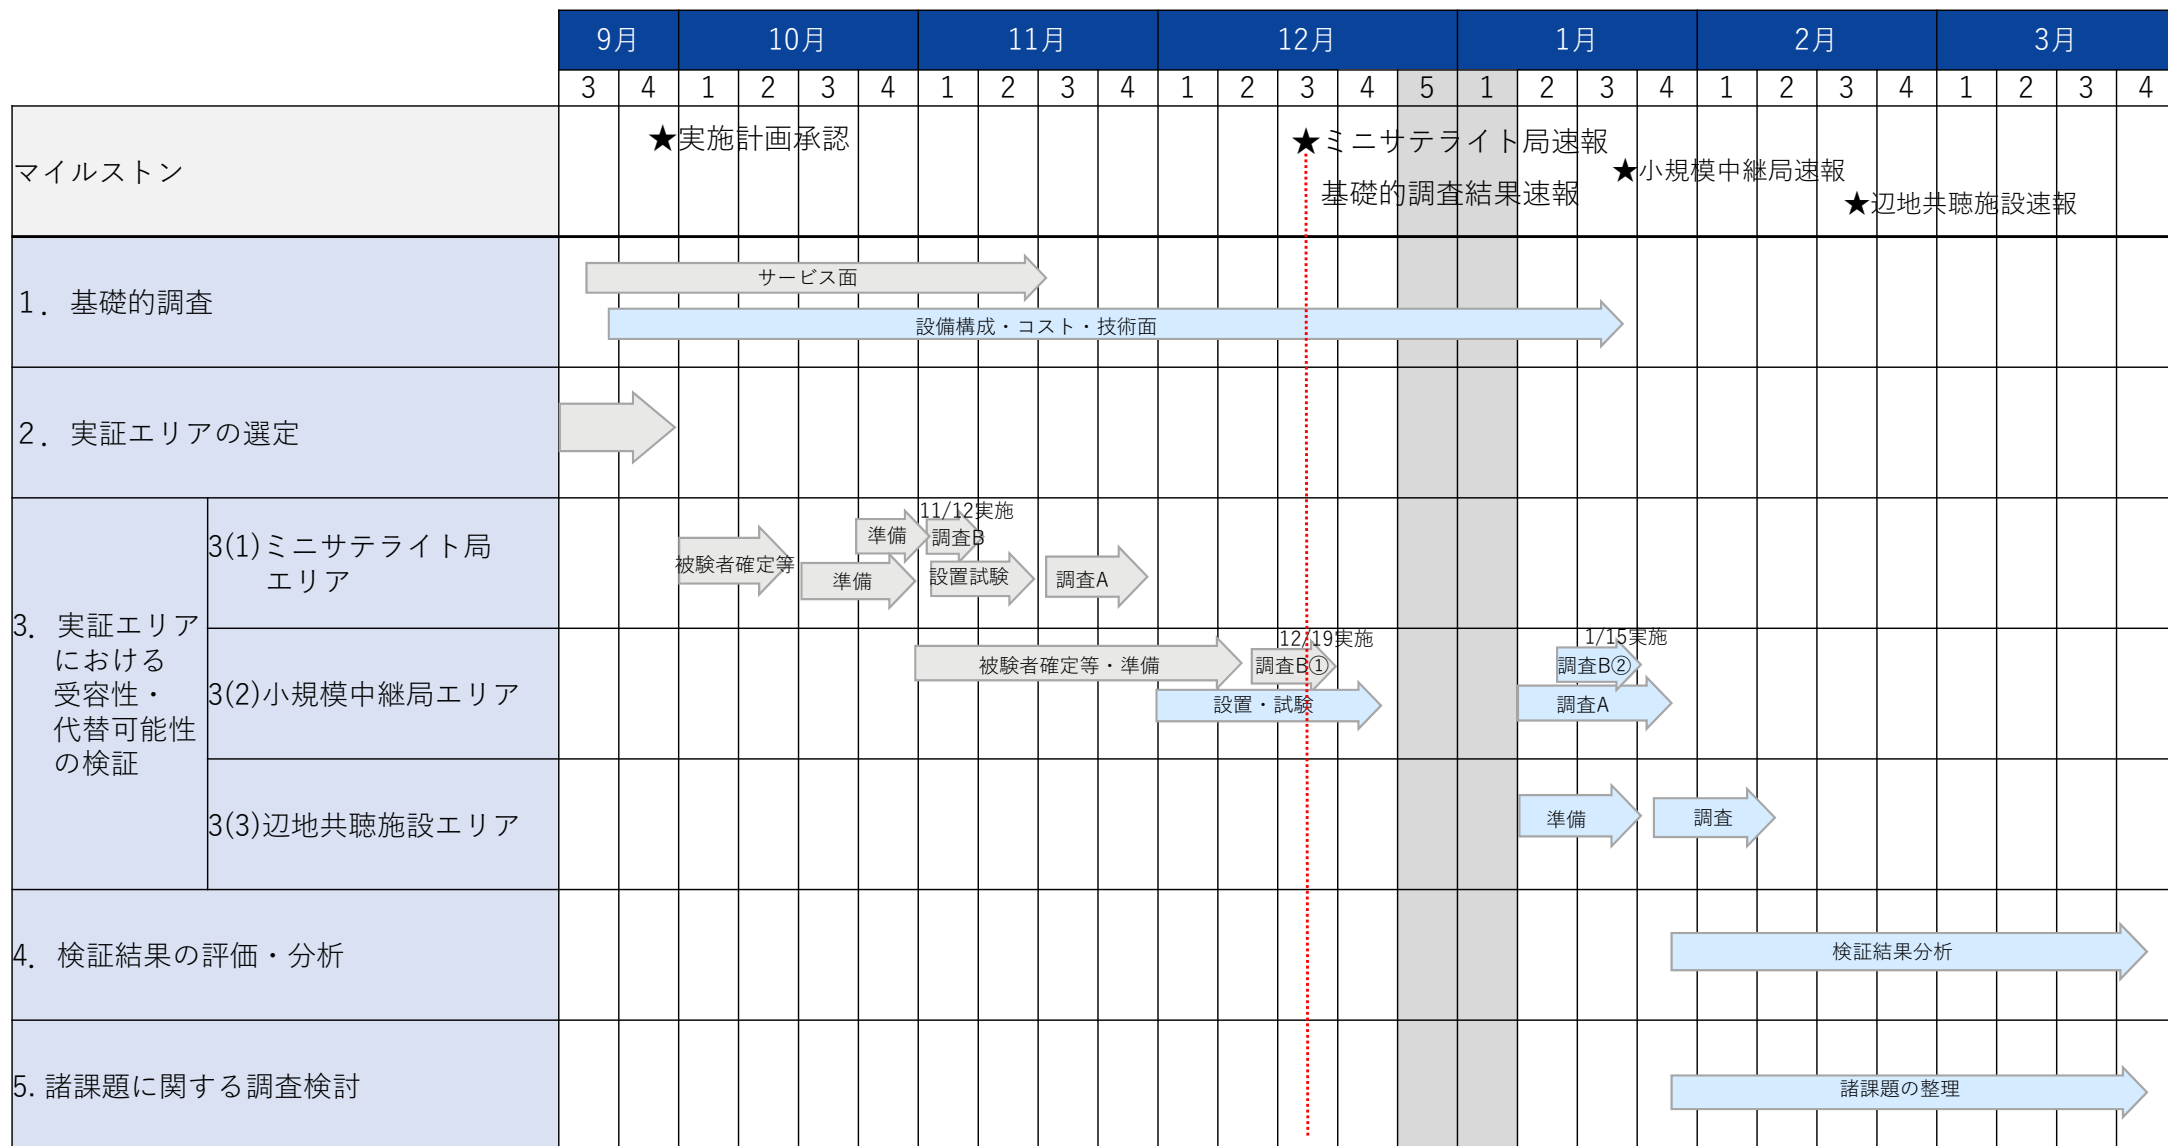 9月 10月 11月 12月 1月 2月 3月
3 4 1 2 3 4 1 2 3 4 1 2 3 4 5 1 2 3 4 1 2 3 4 1 2 3 4
マイルストン
★実施計画承認
★ミニサテライト局速報
基礎的調査結果速報
★小規模中継局速報
★辺地共聴施設速報
1．基礎的調査
サービス面
設備構成・コスト・技術面
2．実証エリアの選定
3．実証エリア
における
受容性・
代替可能性
の検証
3(1)ミニサテライト局
エリア
被験者確定等
準備
準備
11/12実施
調査B
設置試験
調査A
3(2)小規模中継局エリア
被験者確定等・準備
12/19実施
調査B①
設置・試験
1/15実施
調査B②
調査A
3(3)辺地共聴施設エリア
準備
調査
4．検証結果の評価・分析
検証結果分析
5. 諸課題に関する調査検討
諸課題の整理